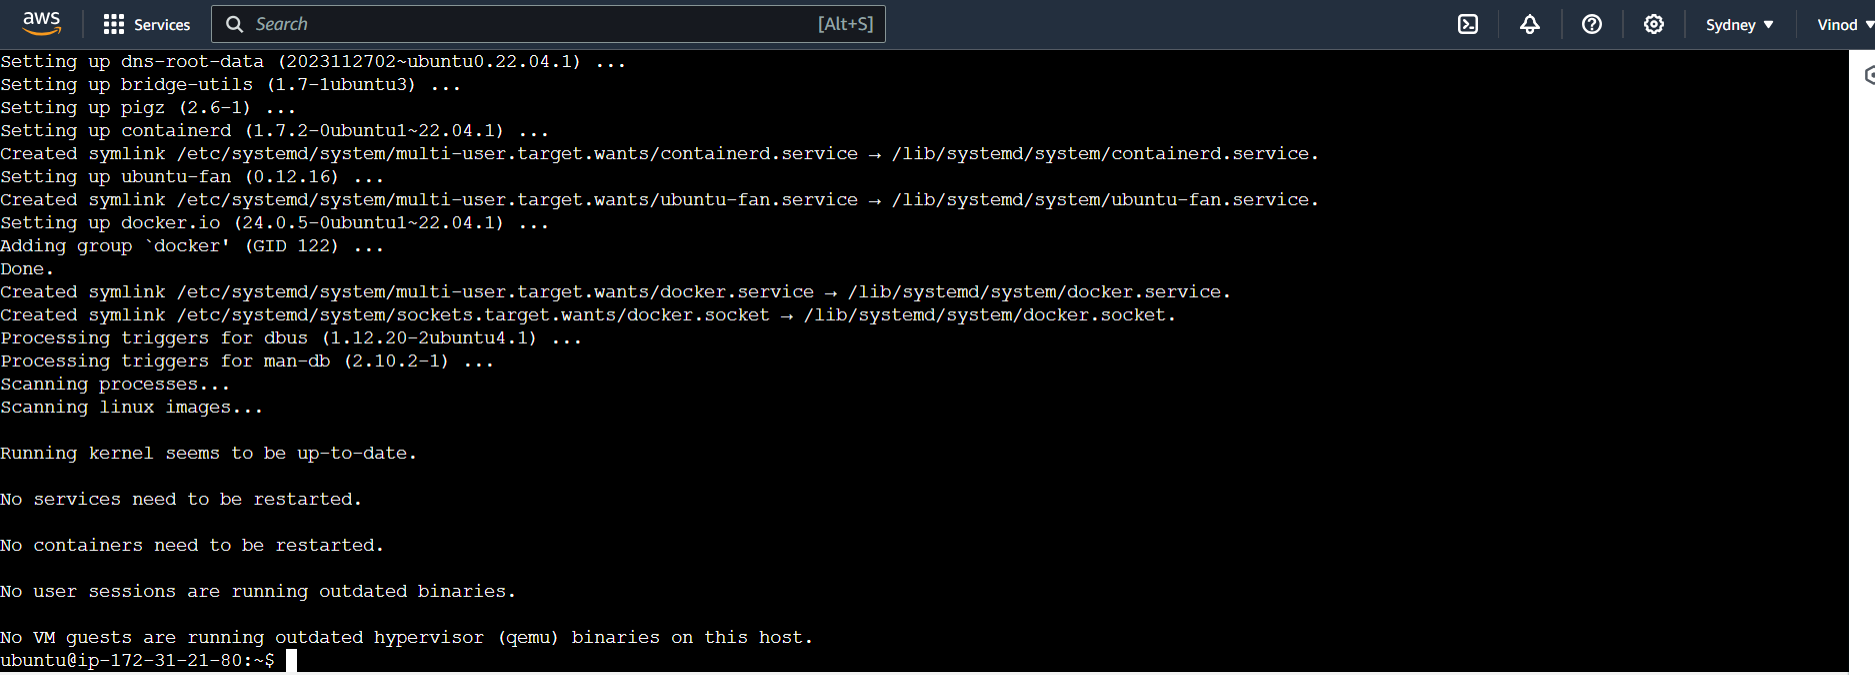 aws Services Search [Alt+S] Sydney Vinod
Setting up dns-root-data (2023112702~ubuntu0.22.04.1) ...
Setting up bridge-utils (1.7-1ubuntu3) ...
Setting up pigz (2.6-1) ...
Setting up containerd (1.7.2-0ubuntu1~22.04.1) ...
Created symlink /etc/systemd/system/multi-user.target.wants/containerd.service → /lib/systemd/system/containerd.service.
Setting up ubuntu-fan (0.12.16) ...
Created symlink /etc/systemd/system/multi-user.target.wants/ubuntu-fan.service → /lib/systemd/system/ubuntu-fan.service.
Setting up docker.io (24.0.5-0ubuntu1~22.04.1) ...
Adding group `docker' (GID 122) ...
Done.
Created symlink /etc/systemd/system/multi-user.target.wants/docker.service → /lib/systemd/system/docker.service.
Created symlink /etc/systemd/system/sockets.target.wants/docker.socket → /lib/systemd/system/docker.socket.
Processing triggers for dbus (1.12.20-2ubuntu4.1) ...
Processing triggers for man-db (2.10.2-1) ...
Scanning processes...
Scanning linux images...
Running kernel seems to be up-to-date.
No services need to be restarted.
No containers need to be restarted.
No user sessions are running outdated binaries.
No VM guests are running outdated hypervisor (qemu) binaries on this host.
ubuntu@ip-172-31-21-80:~$